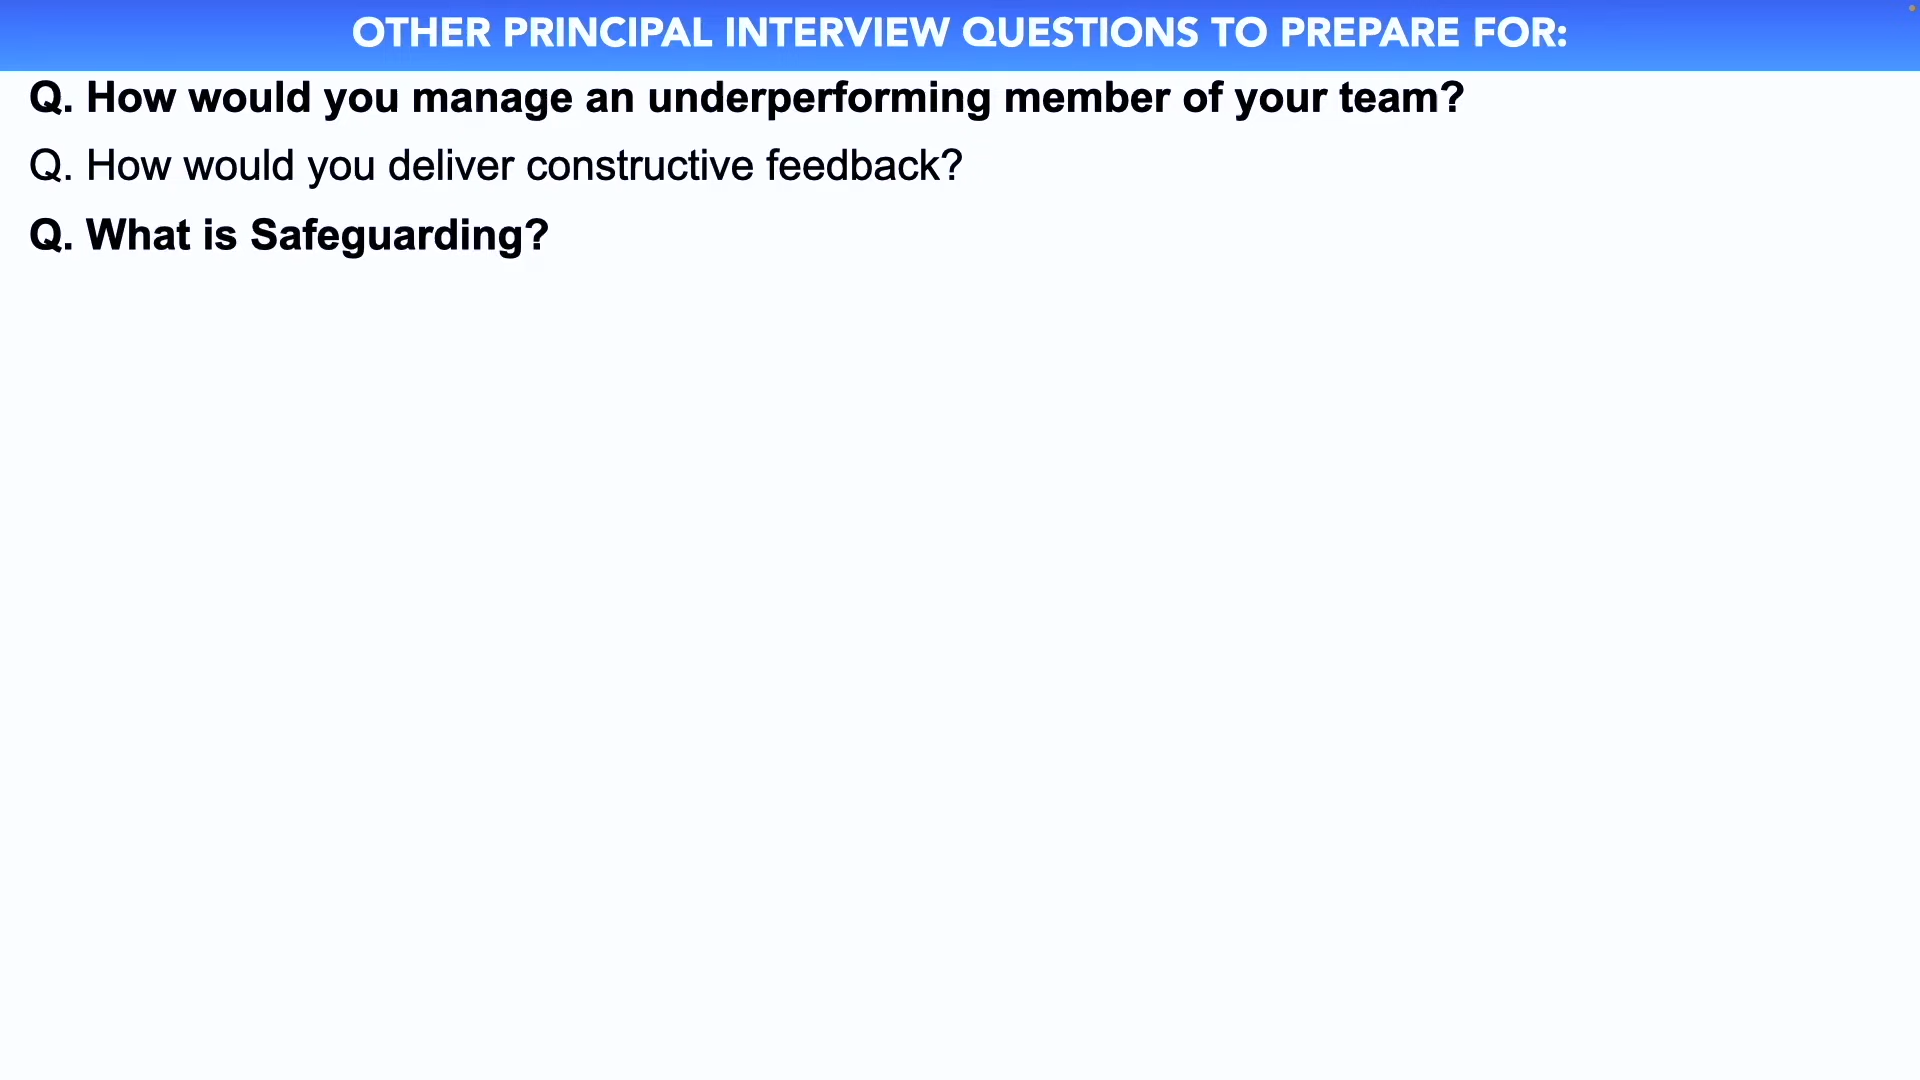 OTHER PRINCIPAL INTERVIEW QUESTIONS TO PREPARE FOR:
Q. How would you manage an underperforming member of your team?
Q. How would you deliver constructive feedback?
Q. What is Safeguarding?